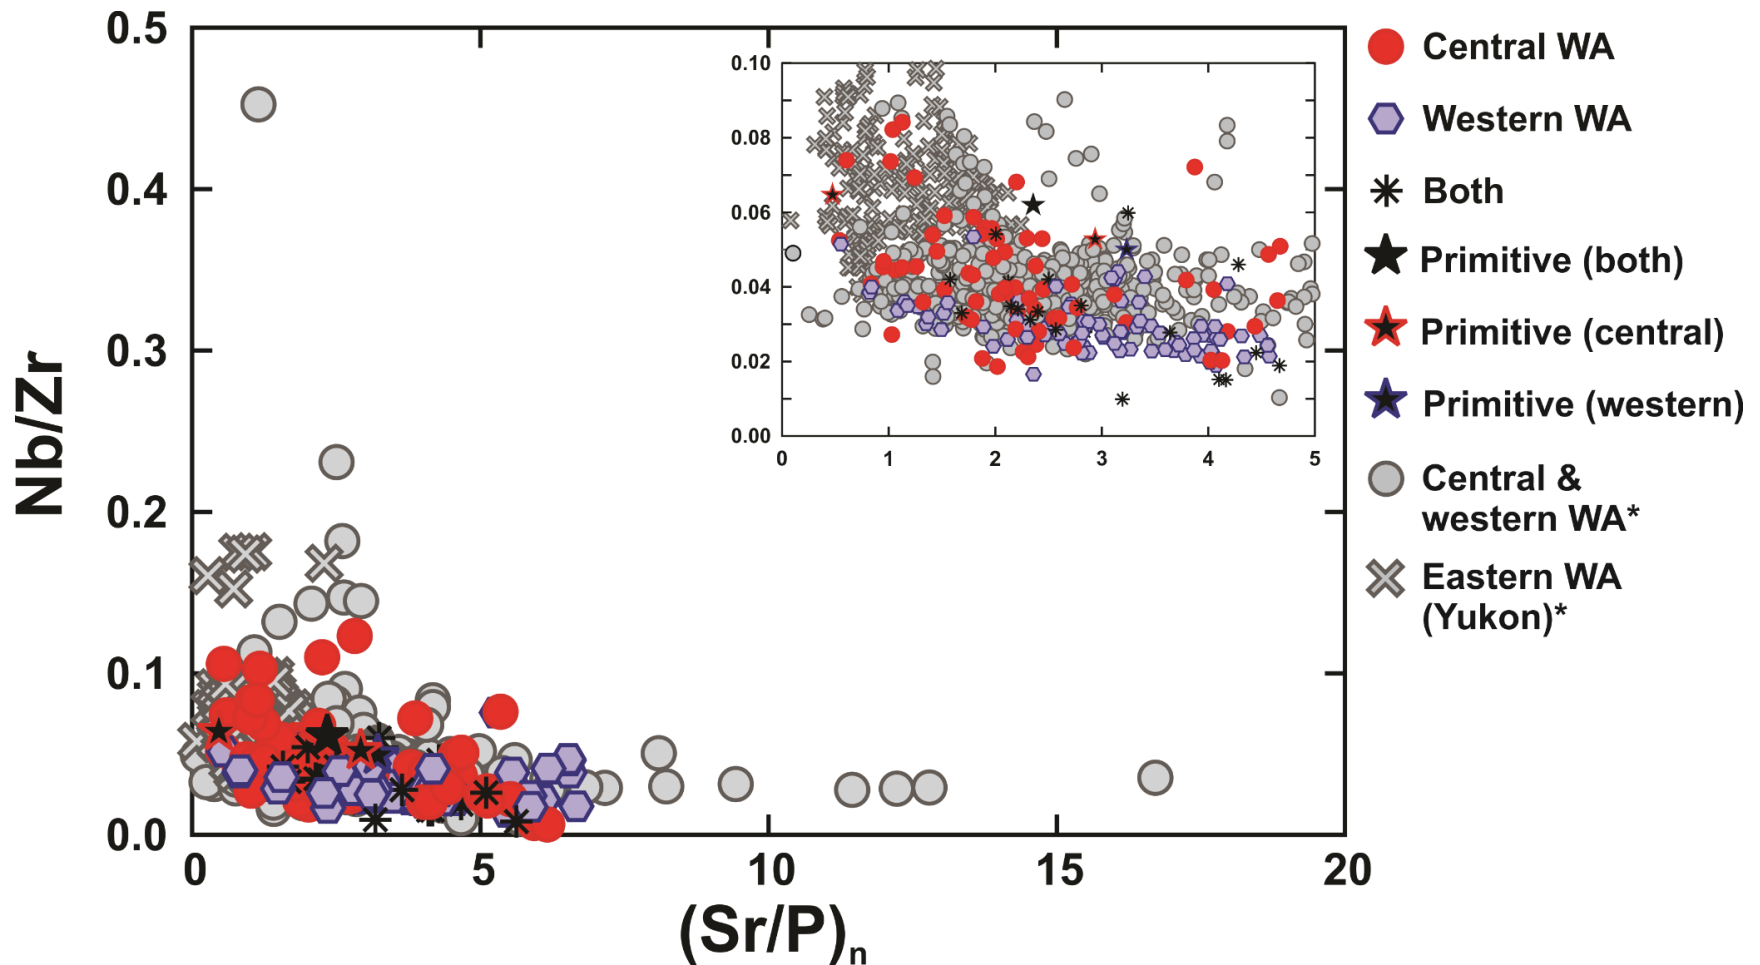 0.5
0.4
0.3
0.2
0.1
0.0
Nb/Zr
0
5
10
15
20
(Sr/P)n
0.10
0.08
0.06
0.04
0.02
0.00
0
1
2
3
4
5
Central WA
Western WA
Both
Primitive (both)
Primitive (central)
Primitive (western)
Central &
western WA*
Eastern WA
(Yukon)*